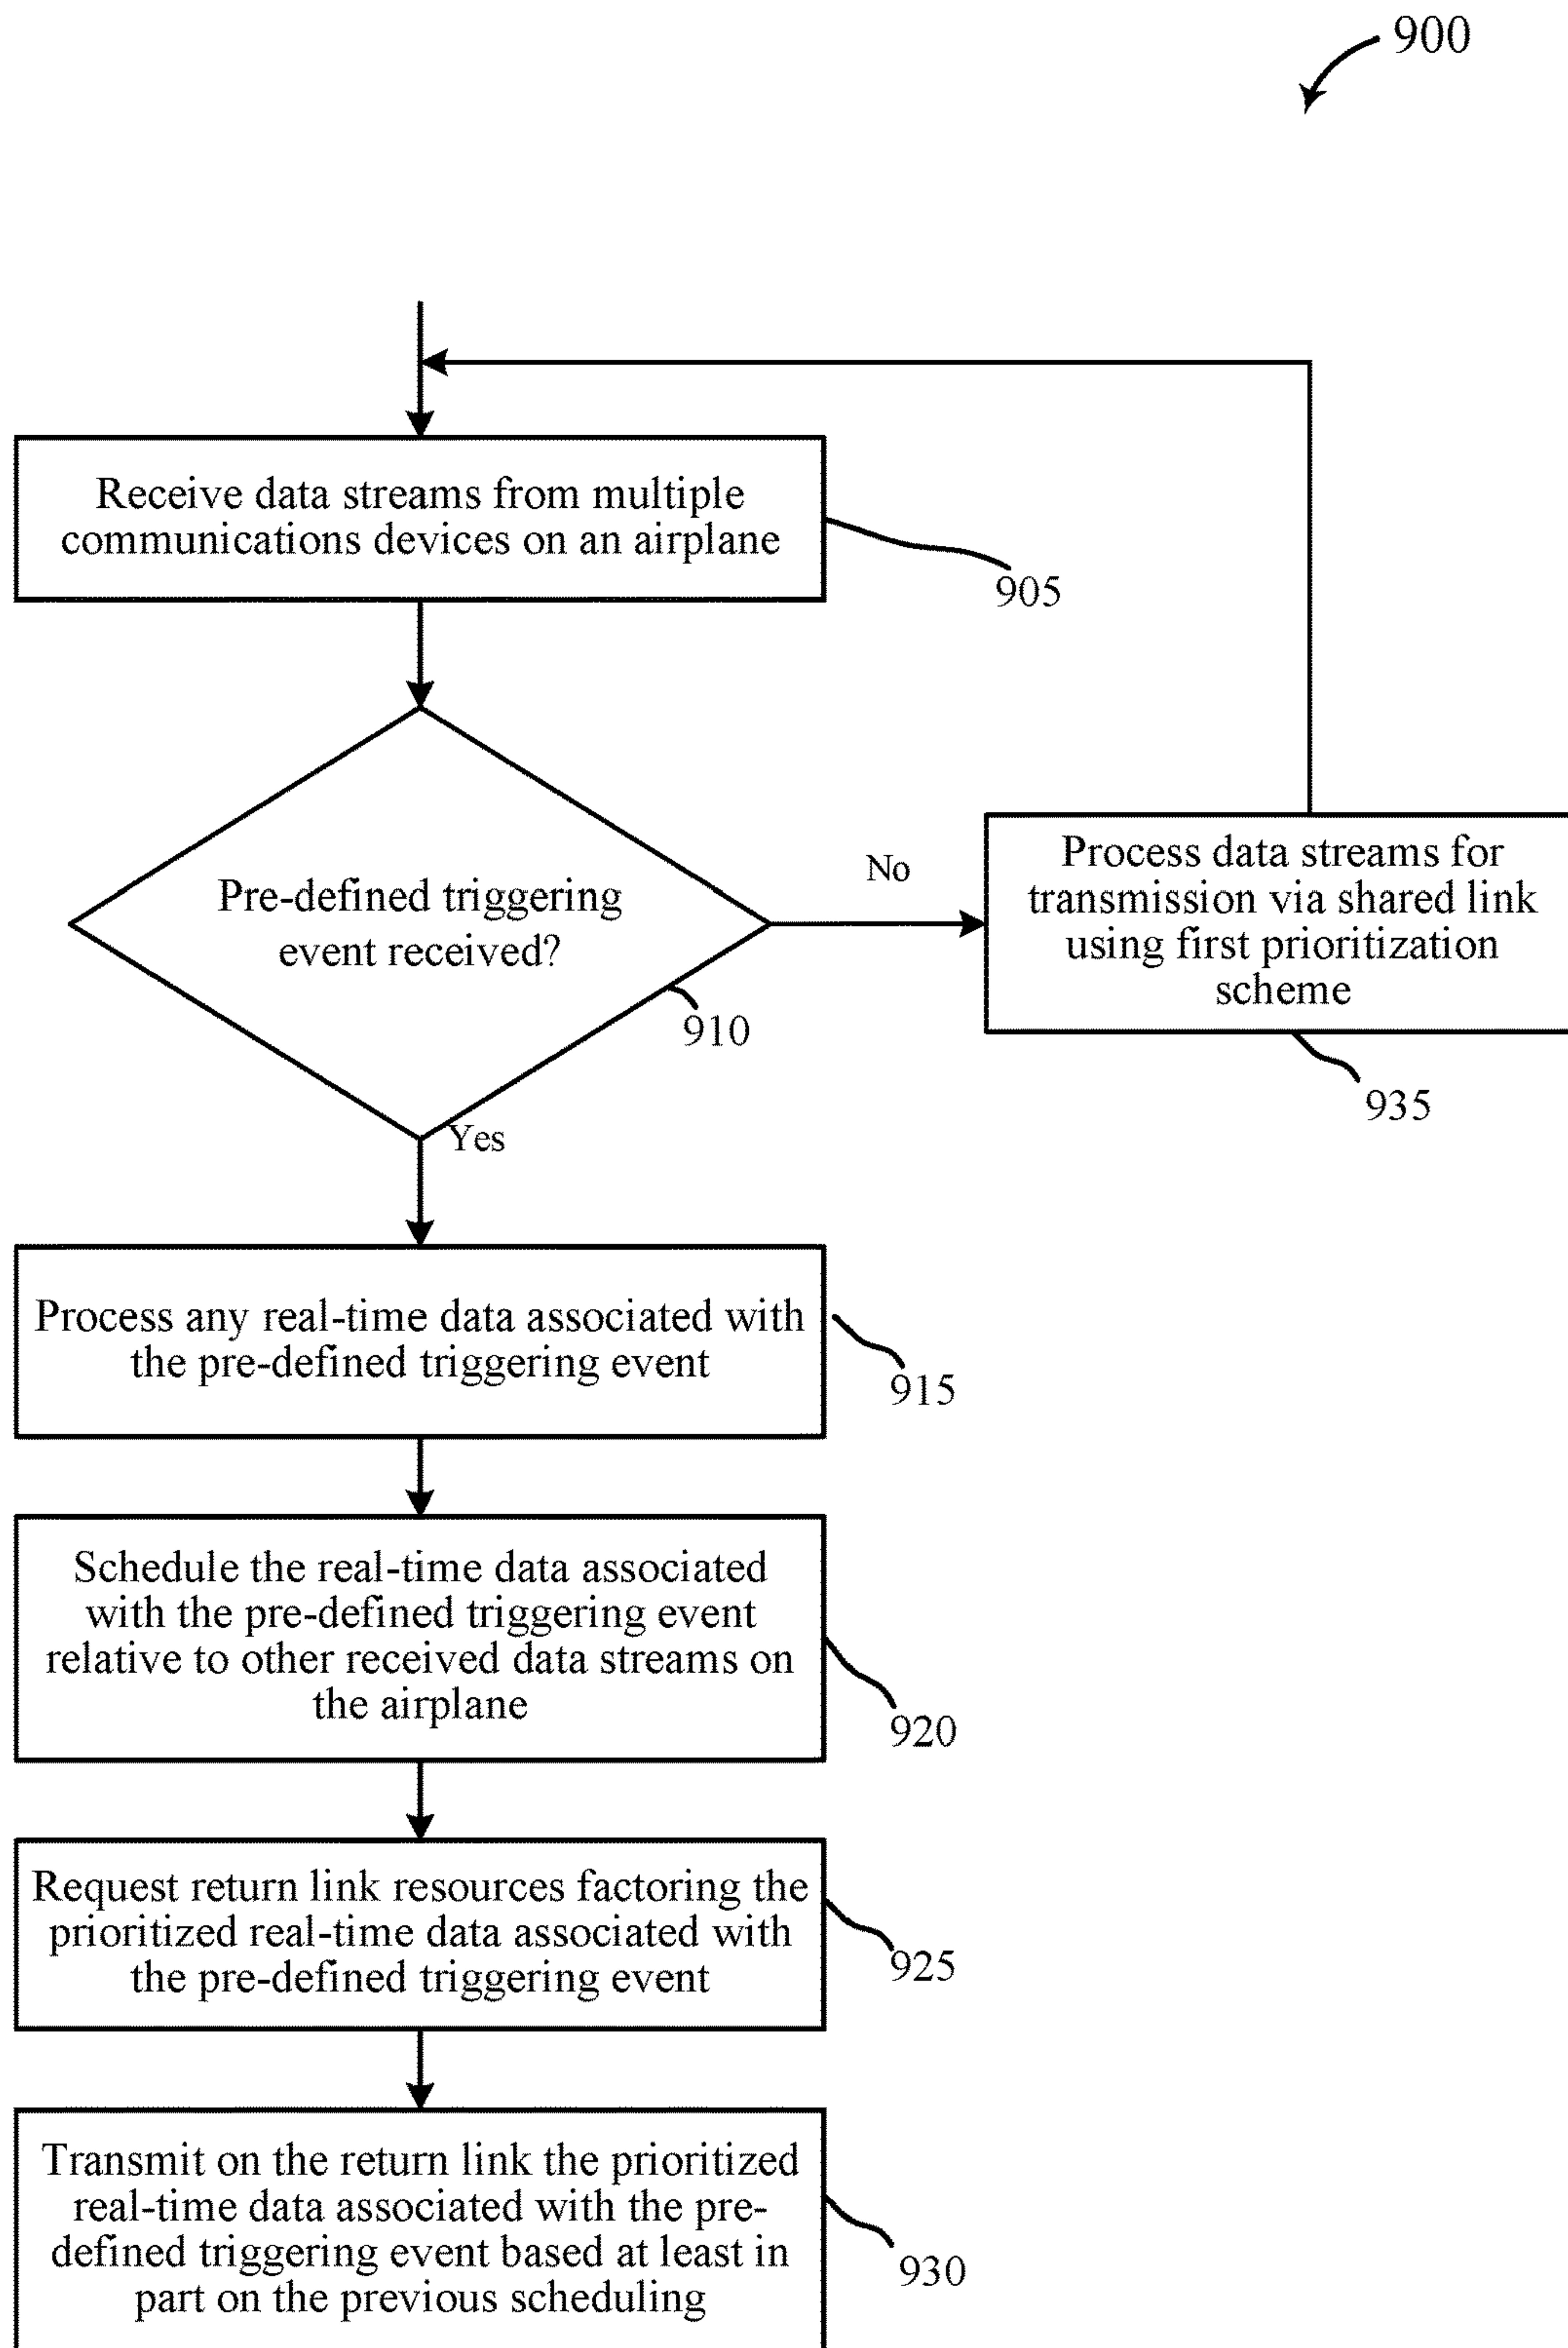 900
Receive data streams from multiple
communications devices on an airplane
905
Pre-defined triggering
event received?
910
No
Process data streams for
transmission via shared link
using first prioritization
scheme
935
Yes
Process any real-time data associated with
the pre-defined triggering event
915
Schedule the real-time data associated
with the pre-defined triggering event
relative to other received data streams on
the airplane
920
Request return link resources factoring the
prioritized real-time data associated with
the pre-defined triggering event
925
Transmit on the return link the prioritized
real-time data associated with the pre-
defined triggering event based at least in
part on the previous scheduling
930